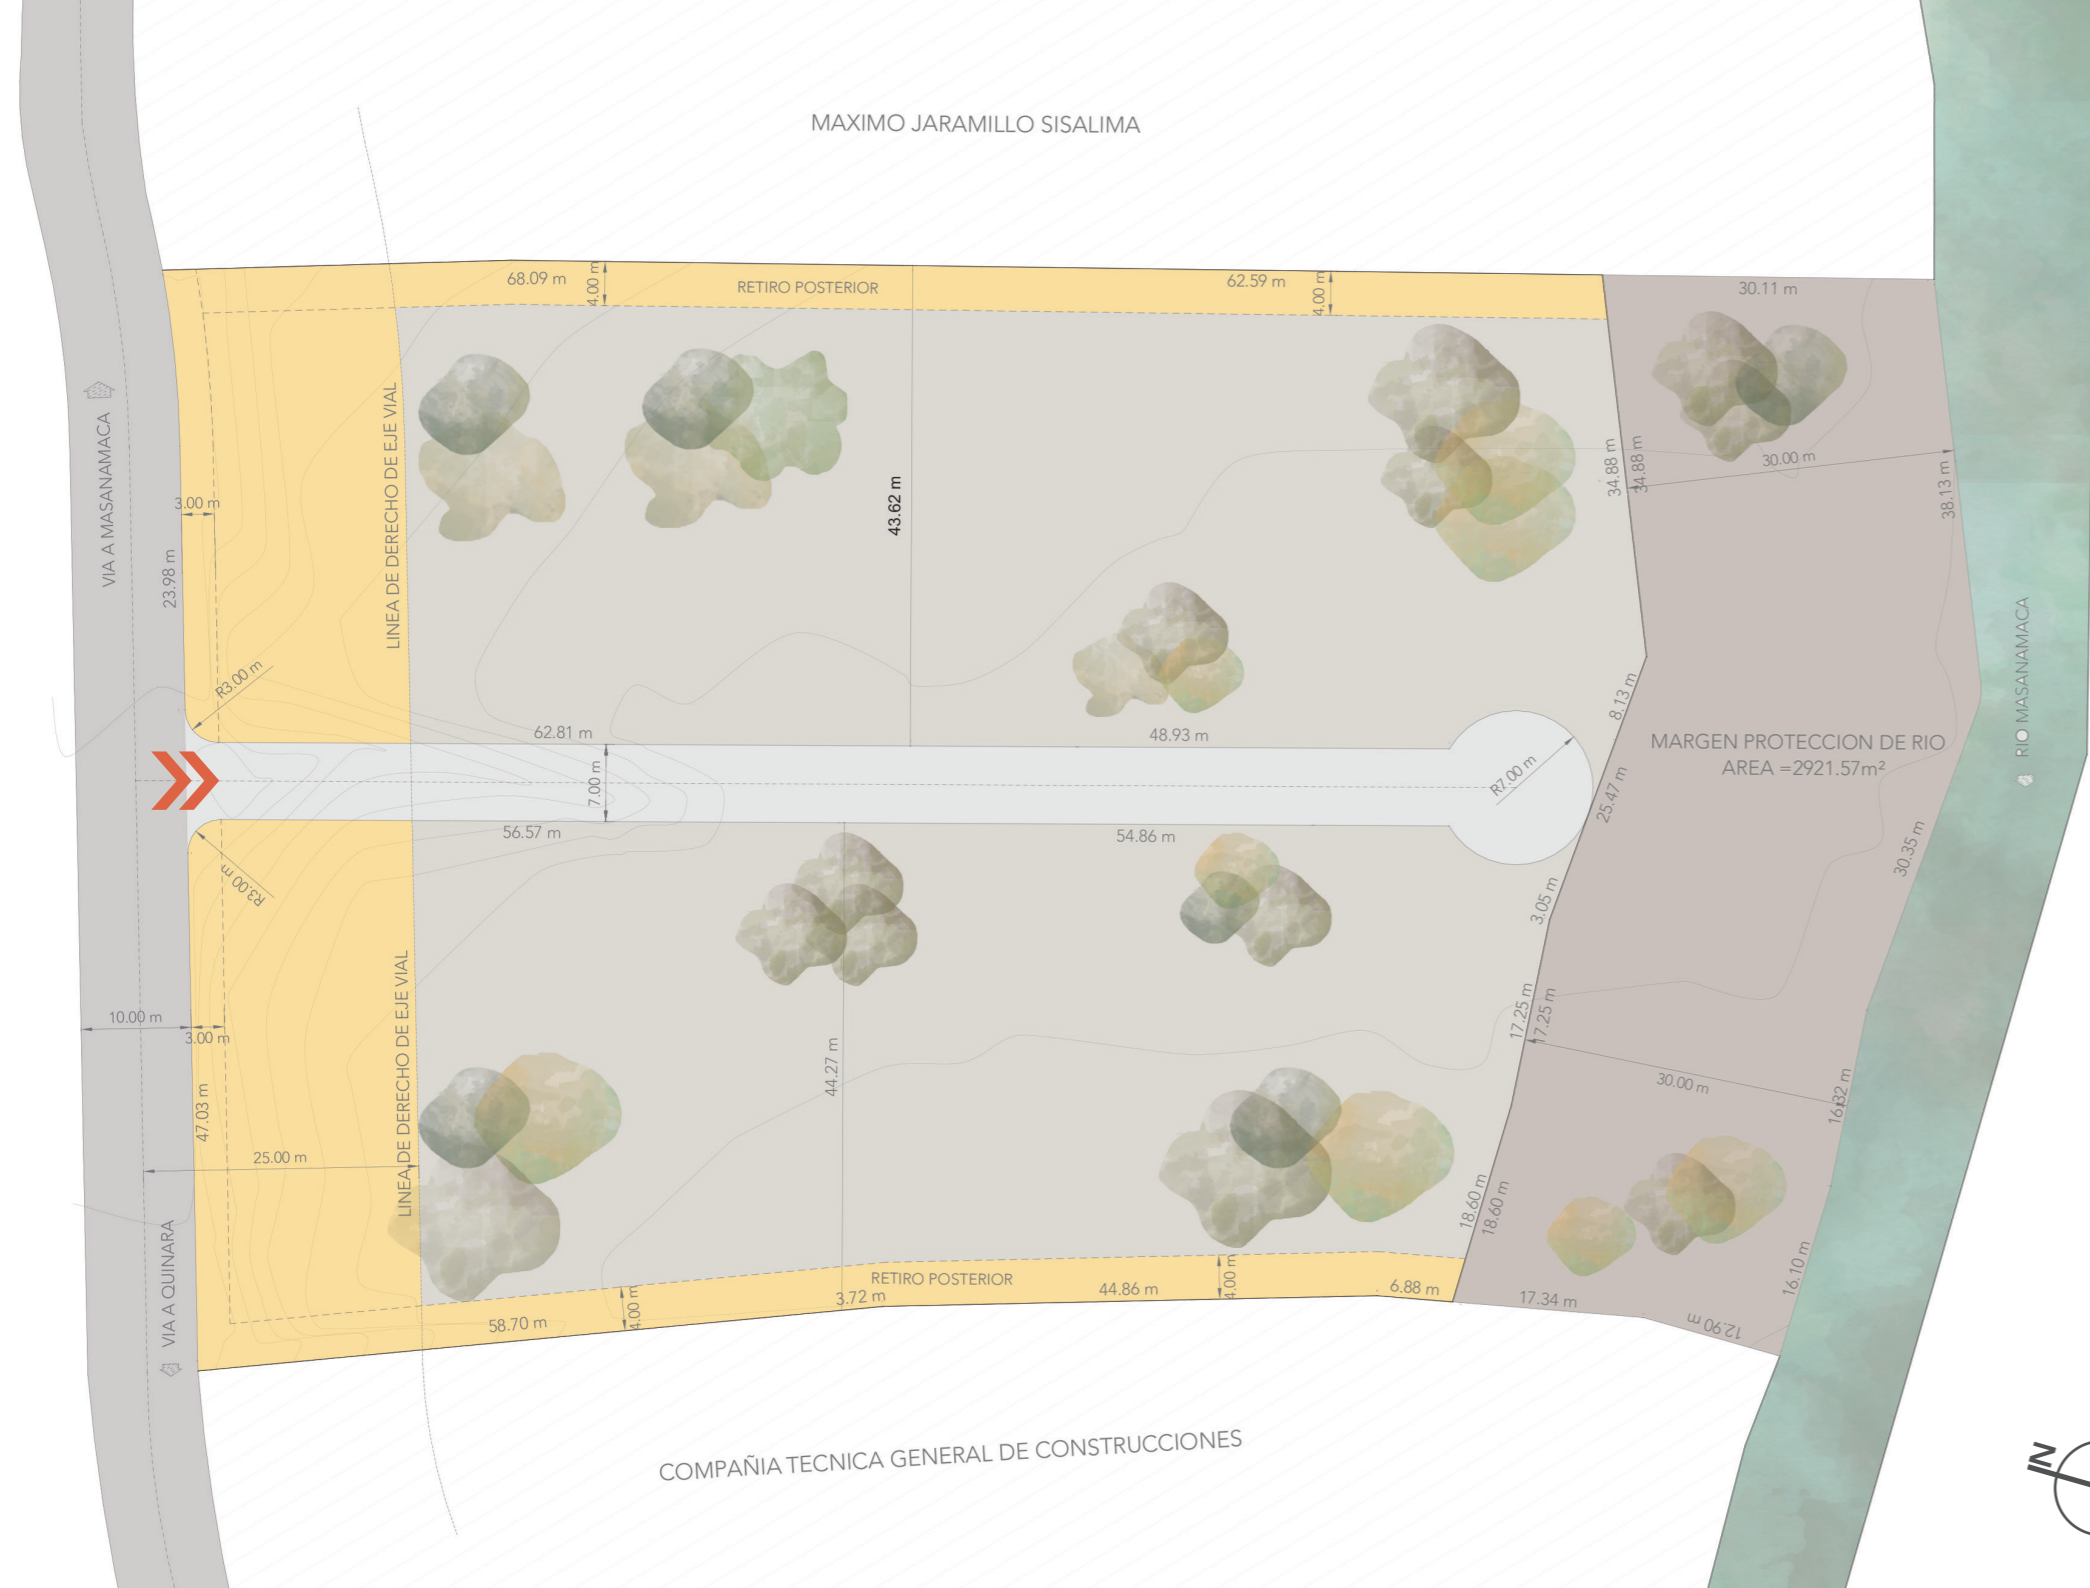 MAXIMO JARAMILLO SISALIMA
68.09 m
4.00 m
RETIRO POSTERIOR
62.59 m
4.00 m
30.11 m
VIA A MASANAMACA
LINEA DE DERECHO DE EJE VIAL
3.00 m
23.98 m
43.62 m
34.88 m
34.88 m
30.00 m
38.13 m
R3.00 m
62.81 m
7.00 m
48.93 m
R7.00 m
8.13 m
25.47 m
MARGEN PROTECCION DE RIO
AREA =2921.57m²
RIO MASANAMACA
56.57 m
54.86 m
R3.00 m
3.05 m
30.35 m
10.00 m
3.00 m
LINEA DE DERECHO DE EJE VIAL
44.27 m
17.25 m
17.25 m
30.00 m
16.32 m
47.03 m
25.00 m
18.60 m
18.60 m
VIA A QUINARA
RETIRO POSTERIOR
58.70 m
4.00 m
3.72 m
44.86 m
4.00 m
6.88 m
17.34 m
12.90 m
16.10 m
COMPAÑIA TECNICA GENERAL DE CONSTRUCCIONES
N